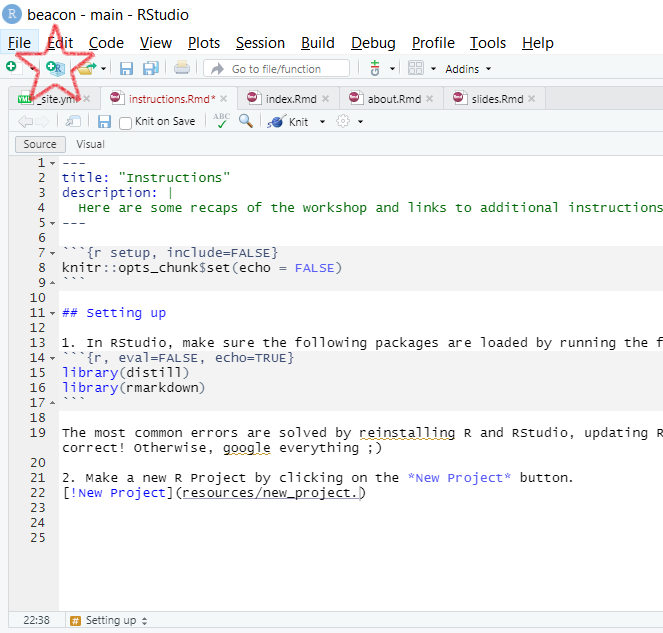 R beacon - main - RStudio
File Edit Code View Plots Session Build Debug Profile Tools Help
Go to file/function Addins
_site.yml instructions.Rmd* index.Rmd about.Rmd slides.Rmd
Knit on Save ABC Knit
Source Visual
1 ---
2 title: "Instructions"
3 description: |
4 Here are some recaps of the workshop and links to additional instructions
5 ---
6
7 ```{r setup, include=FALSE}
8 knitr::opts_chunk$set(echo = FALSE)
9 ```
10
11 ## Setting up
12
13 1. In RStudio, make sure the following packages are loaded by running the f
14 ```{r, eval=FALSE, echo=TRUE}
15 library(distill)
16 library(rmarkdown)
17 ```
18
19 The most common errors are solved by reinstalling R and RStudio, updating R
correct! Otherwise, google everything ;)
20
21 2. Make a new R Project by clicking on the *New Project* button.
22 [!New Project](resources/new_project.)
23
24
25
22:38 # Setting up